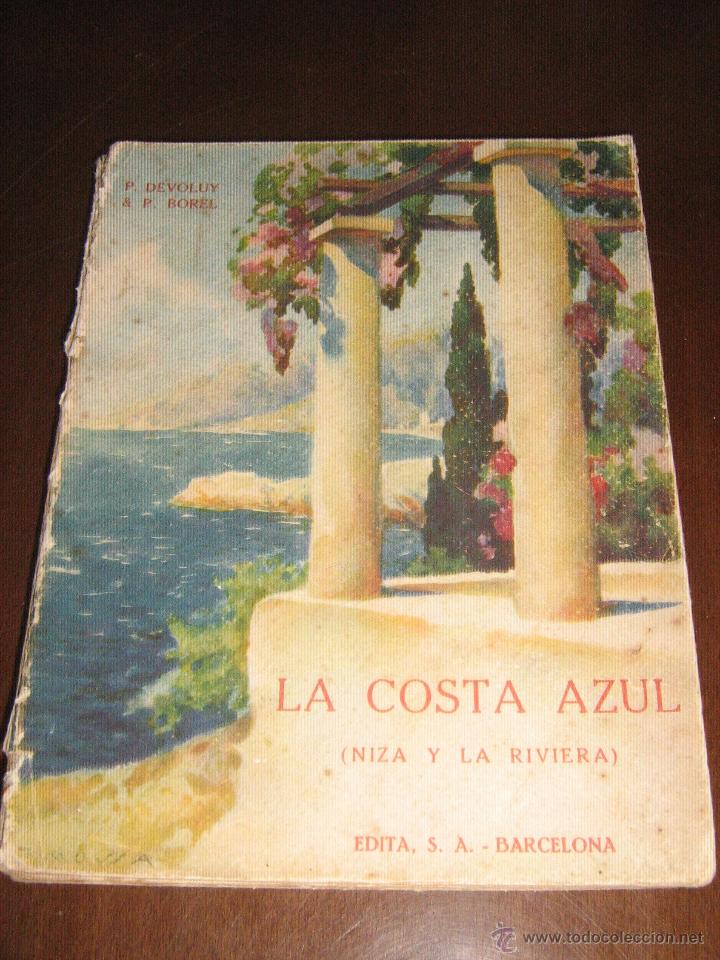 P. DEVOLUY
& P. BOREL
LA COSTA AZUL
(NIZA Y LA RIVIERA)
EDITA, S. A. - BARCELONA
© www.todocoleccion.net